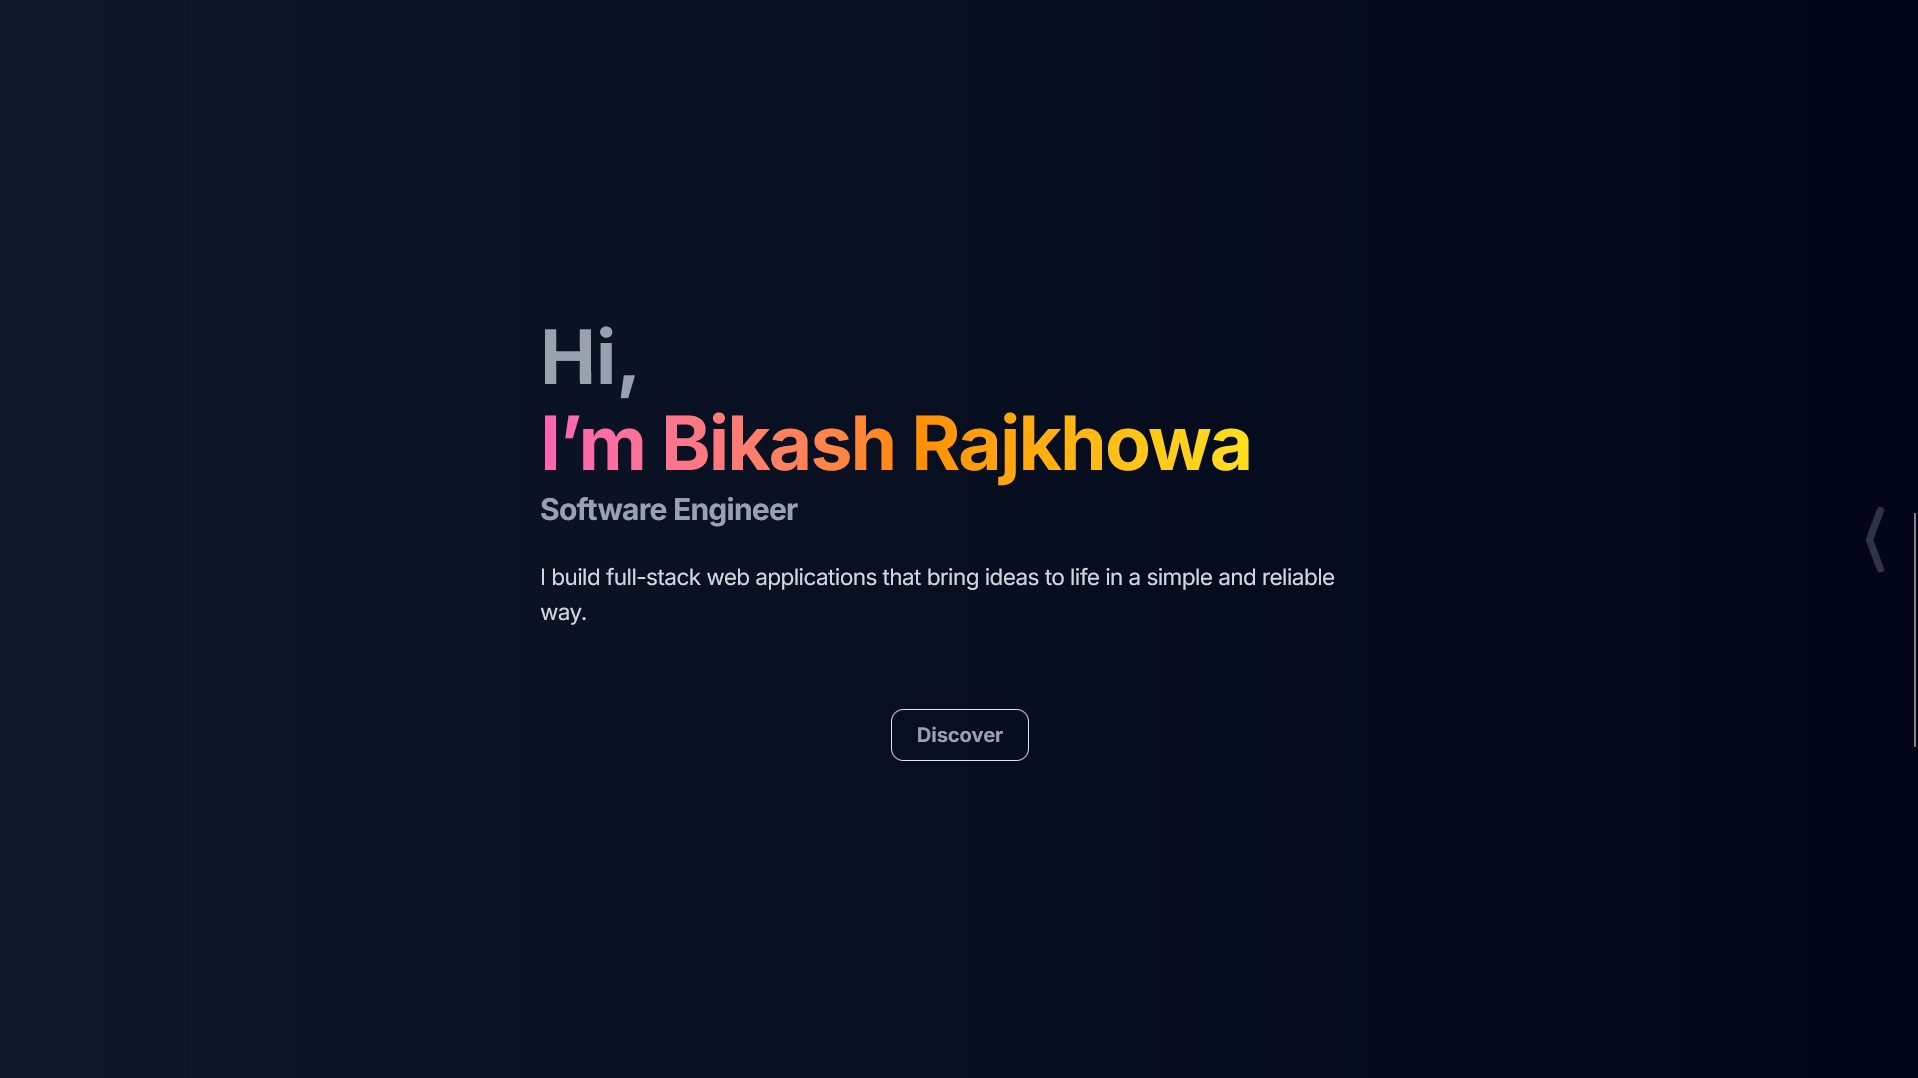 Hi,
I’m Bikash Rajkhowa
Software Engineer
I build full-stack web applications that bring ideas to life in a simple and reliable
way.
Discover